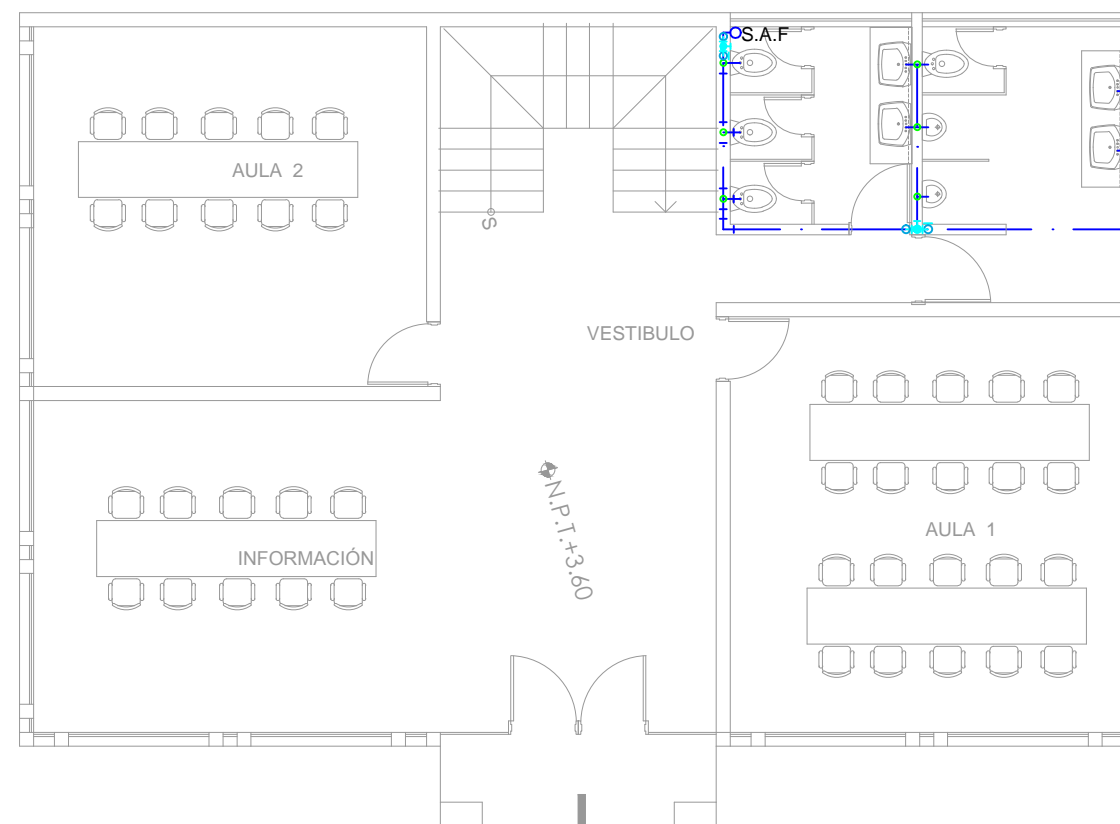 S.A.F
AULA 2
S
VESTIBULO
N.P.T.+3.60
AULA 1
INFORMACIÓN